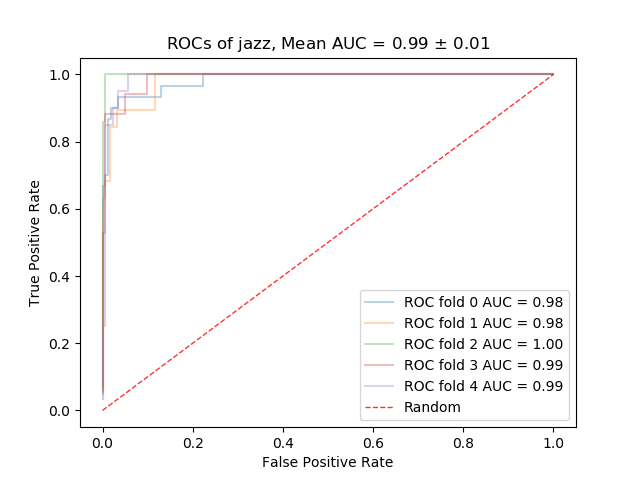 ROCs of jazz, Mean AUC = 0.99 ± 0.01
True Positive Rate
1.0
0.8
0.6
0.4
0.2
0.0
ROC fold 0 AUC = 0.98
ROC fold 1 AUC = 0.98
ROC fold 2 AUC = 1.00
ROC fold 3 AUC = 0.99
ROC fold 4 AUC = 0.99
Random
0.0 0.2 0.4 0.6 0.8 1.0
False Positive Rate